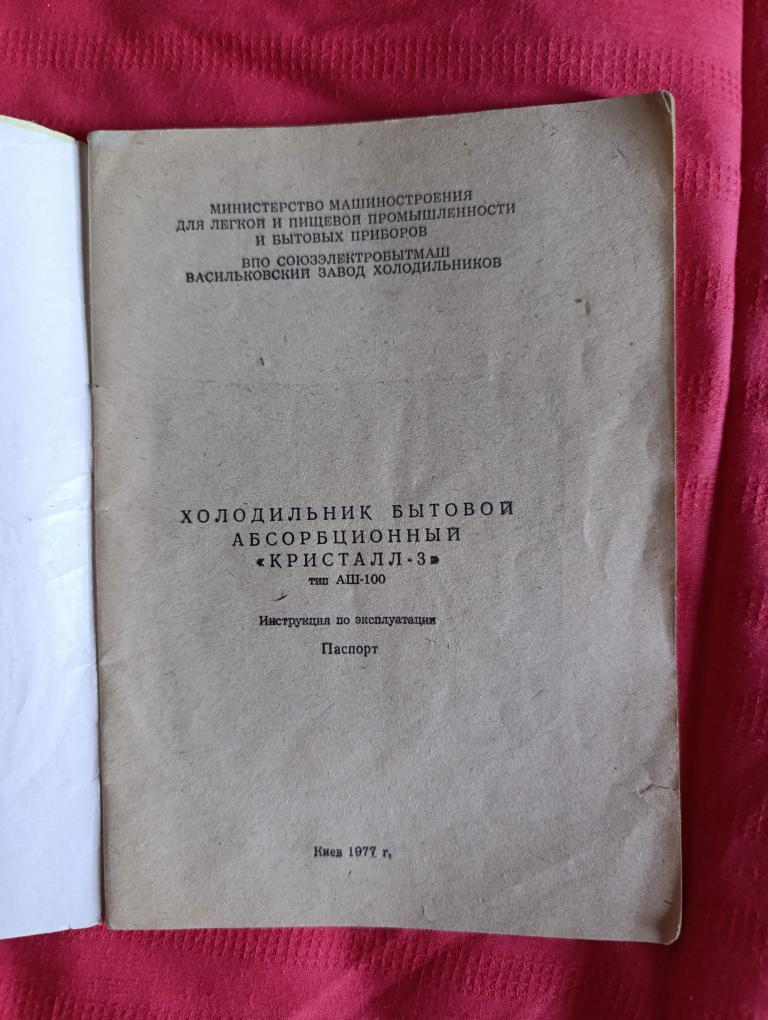 МИНИСТЕРСТВО МАШИНОСТРОЕНИЯ
ДЛЯ ЛЕГКОЙ И ПИЩЕВОЙ ПРОМЫШЛЕННОСТИ
И БЫТОВЫХ ПРИБОРОВ
ВПО СОЮЗЭЛЕКТРОБЫТМАШ
ВАСИЛЬКОВСКИЙ ЗАВОД ХОЛОДИЛЬНИКОВ
ХОЛОДИЛЬНИК БЫТОВОЙ
АБСОРБЦИОННЫЙ
«КРИСТАЛЛ-3»
тип АШ-100
Инструкция по эксплуатации
Паспорт
Киев 1977 г.